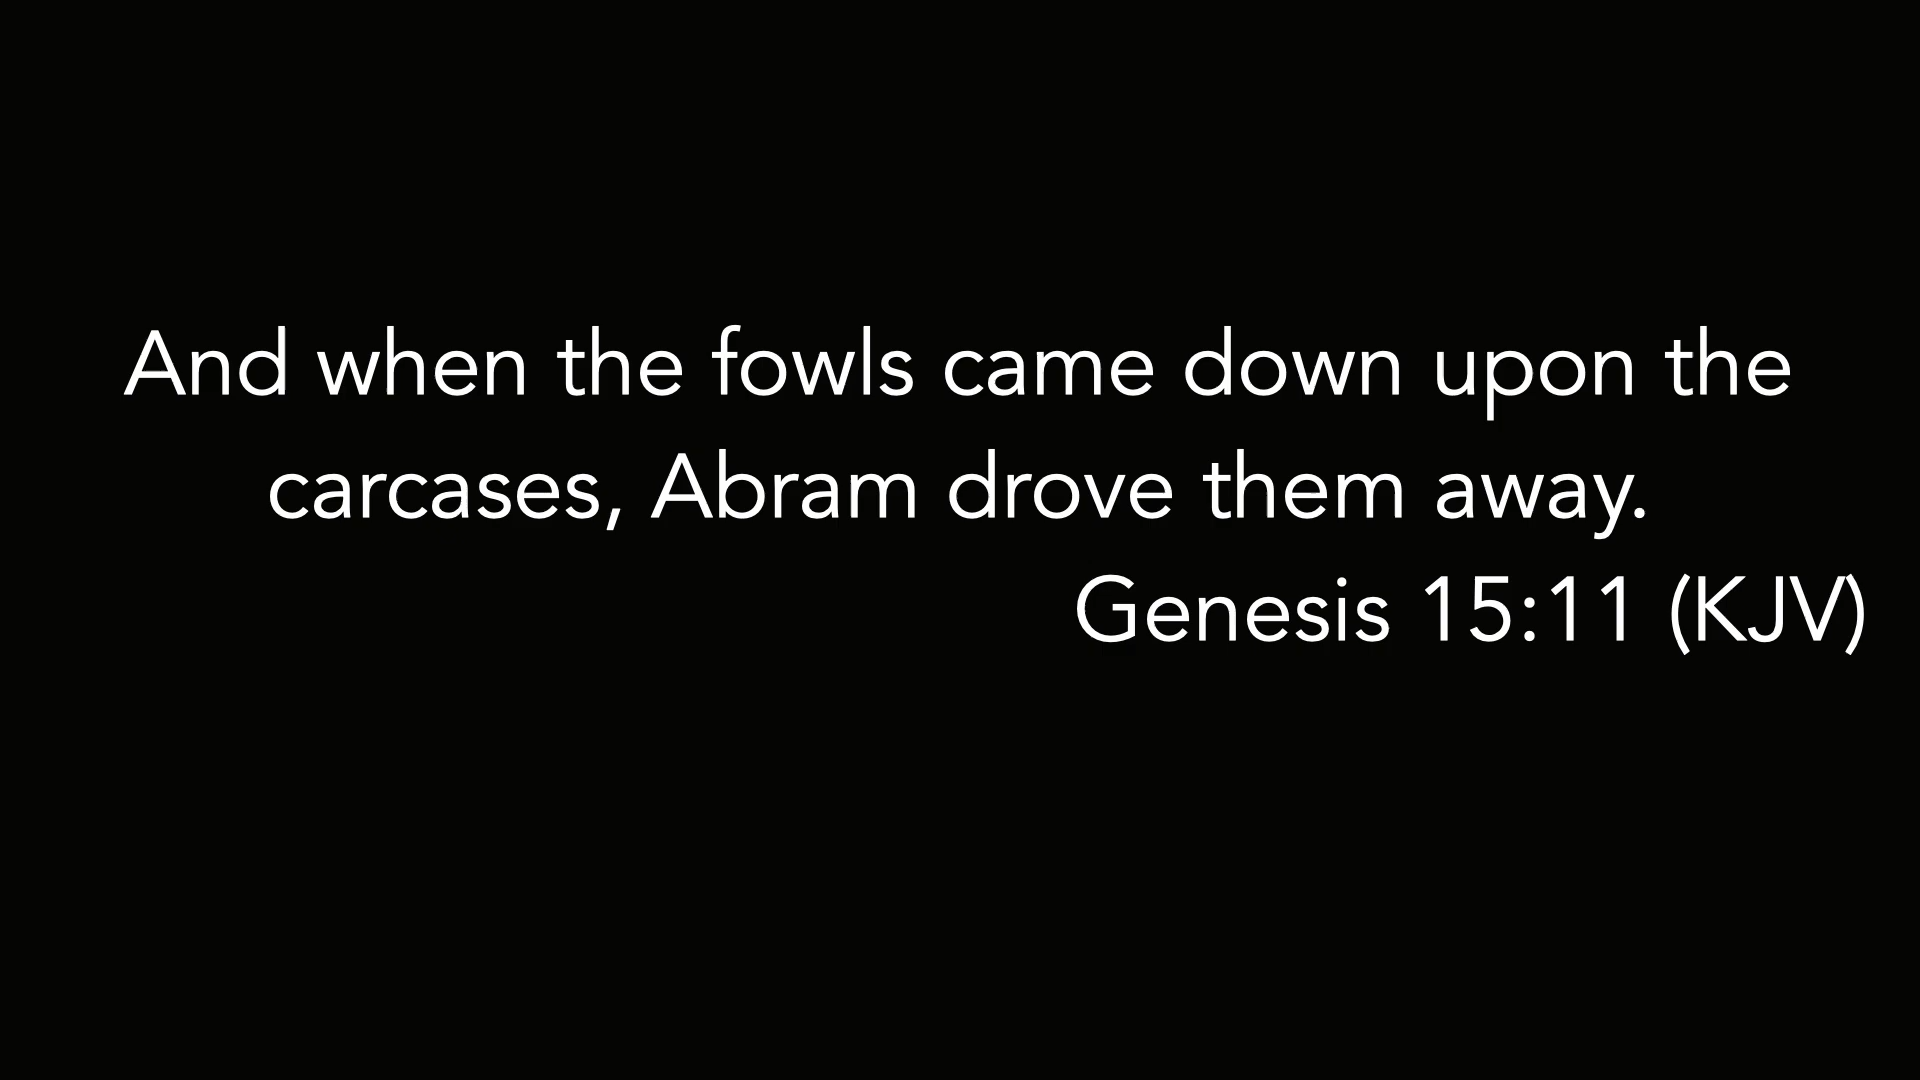 And when the fowls came down upon the
carcases, Abram drove them away.
Genesis 15:11 (KJV)